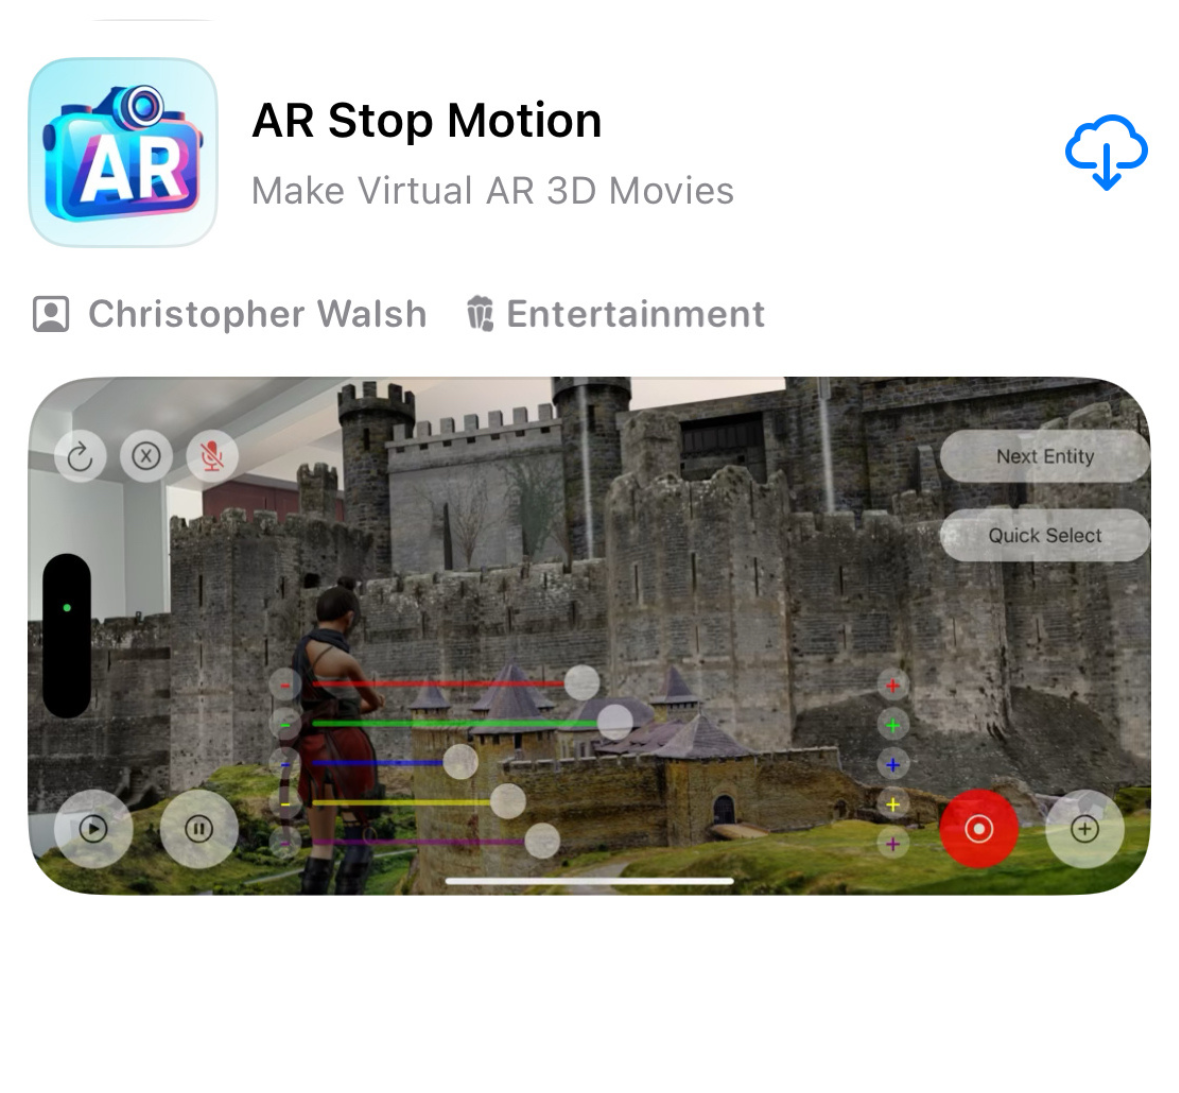 AR
AR Stop Motion
Make Virtual AR 3D Movies
Christopher Walsh
Entertainment
Next Entity
Quick Select